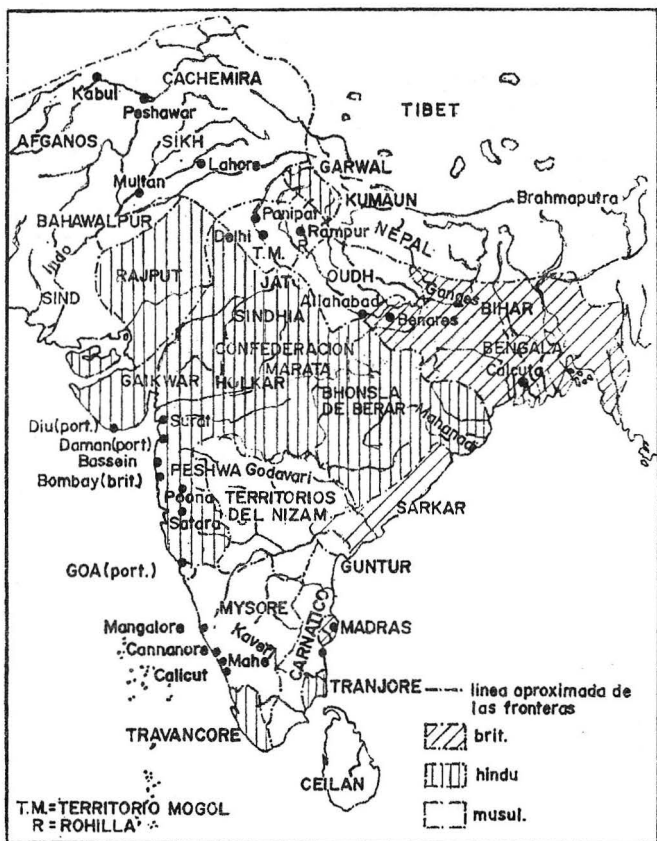 CACHEMIRA
Kabul
Peshawar
TIBET
AFGANOS
SIKH
Lahore
GARWAL
Multan
KUMAUN
Brahmaputra
BAHAWALPUR
Panipat
Delhi
Rampur
NEPAL
T.M.
R
Indo
RAJPUT
OUDH
JAT
SIND
Allahabad
Ganges
BIHAR
SINDHIA
Benares
CONFEDERACION
MARATA
BENGALA
Calcuta
GAIKWAR
HOLKAR
BHONSLA
DE BERAR
Mahanadi
Diu(port.)
Surat
Daman(port)
Bassein
Bombay(brit.)
PESHWA
Godavari
Poona
TERRITORIOS
DEL NIZAM
Satara
SARKAR
GOA(port.)
GUNTUR
MYSORE
Mangalore
Kaveri
CARNATICO
MADRAS
Cannanore
Mahe
Calicut
TRANJORE
linea aproximada de
las fronteras
TRAVANCORE
brit.
hindu
CEILAN
musul.
T.M.=TERRITORIO MOGOL
R=ROHILLA